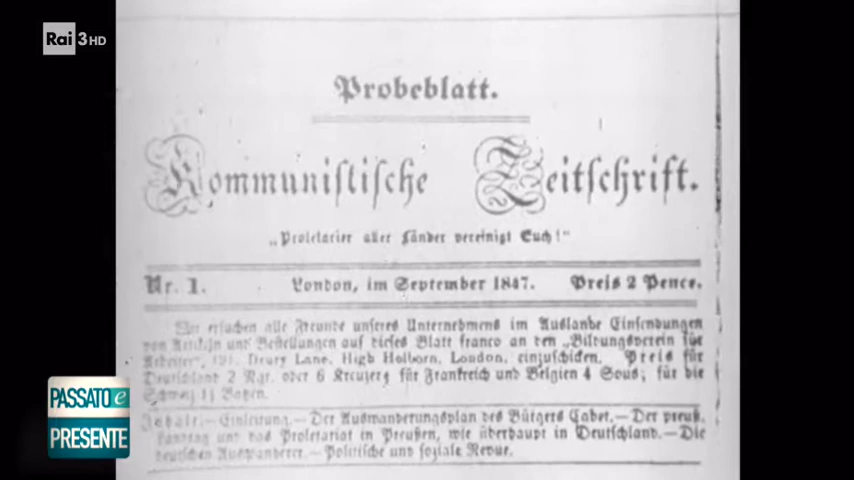 Rai 3HD
Probeblatt.
Kommunistische Zeitschrift.
„Proletarier aller Länder vereinigt Euch!“
Nr. 1. London, im September 1847. Preis 2 Pence.
Wir ersuchen alle Freunde unseres Unternehmens im Auslande Einsendungen
von Artikeln und Bestellungen auf dieses Blatt franco an den „Bildungsverein für
Arbeiter“, 191, Drury Lane, High Holborn, London, einzuschicken. Preis für
Deutschland 2 Ngr. oder 6 Kreuzer; für Frankreich und Belgien 4 Sous; für die
Schweiz 1½ Batzen.
Inhalt:—Einleitung.—Der Auswanderungsplan des Bürgers Cabet.—Der preuß.
Landtag und das Proletariat in Preußen, wie überhaupt in Deutschland.—Die
deutschen Auswanderer.—Politische und soziale Revue.
PASSATO e
PRESENTE